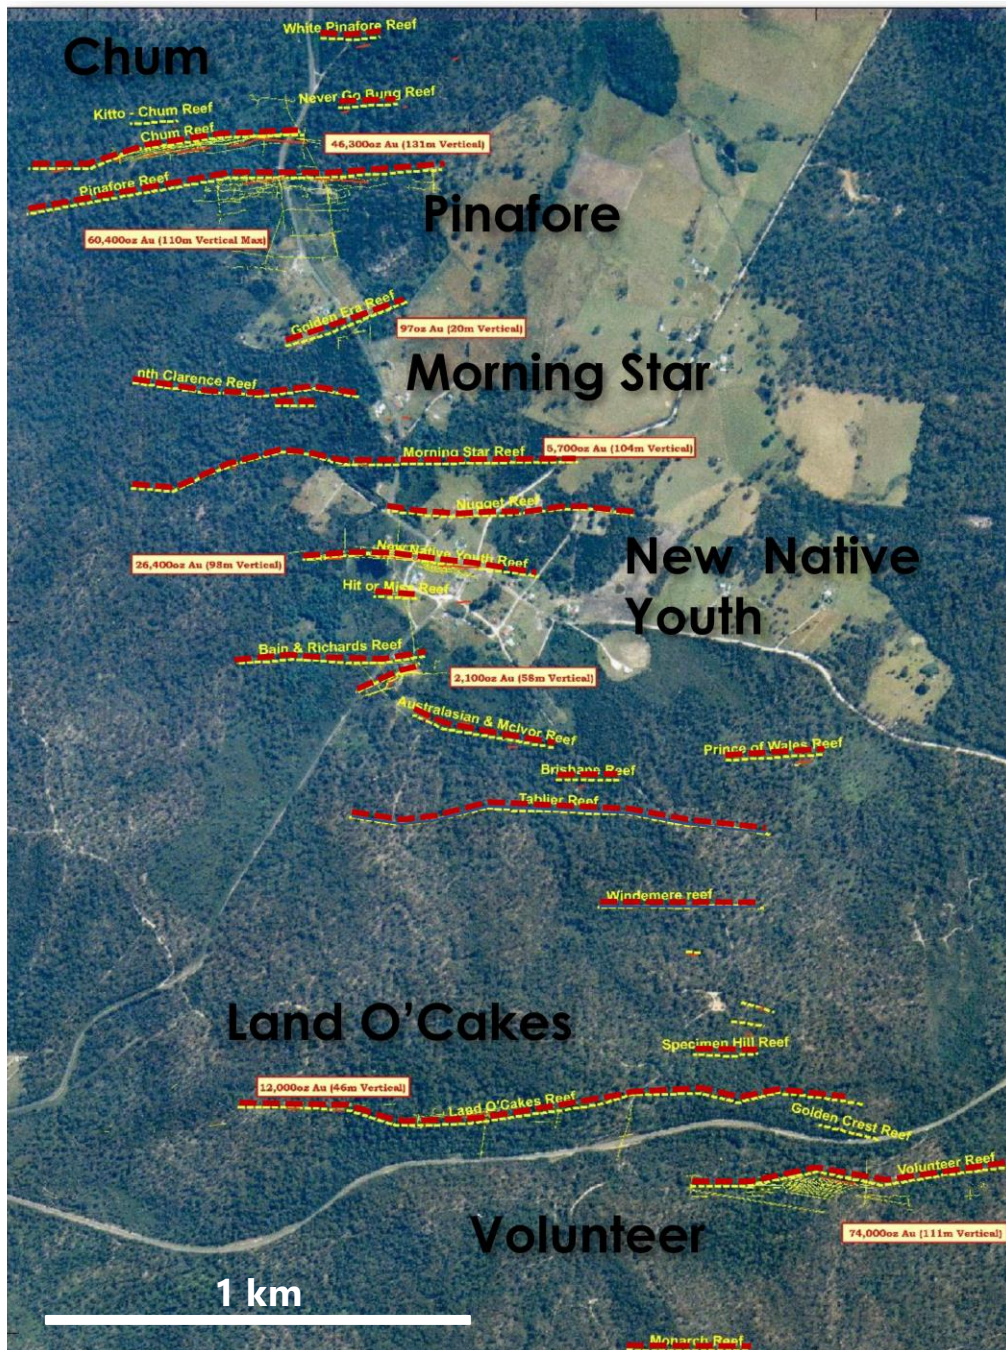 White Pinafore Reef
Chum
Never Go Bung Reef
Kitto - Chum Reef
Chum Reef
46,300oz Au (131m Vertical)
Pinafore Reef
Pinafore
60,400oz Au (110m Vertical Max)
Golden Era Reef
97oz Au (20m Vertical)
Morning Star
nth Clarence Reef
5,700oz Au (104m Vertical)
Morning Star Reef
Nugget Reef
New Native
Youth
New Native Youth Reef
26,400oz Au (98m Vertical)
Hit or Miss Reef
Bain & Richards Reef
2,100oz Au (58m Vertical)
Australasian & McIvor Reef
Prince of Wales Reef
Brisbane Reef
Tablier Reef
Windemere reef
Land O'Cakes
Specimen Hill Reef
12,000oz Au (46m Vertical)
Land O'Cakes Reef
Golden Crest Reef
Volunteer Reef
Volunteer
74,000oz Au (111m Vertical)
1 km
Monarch Reef